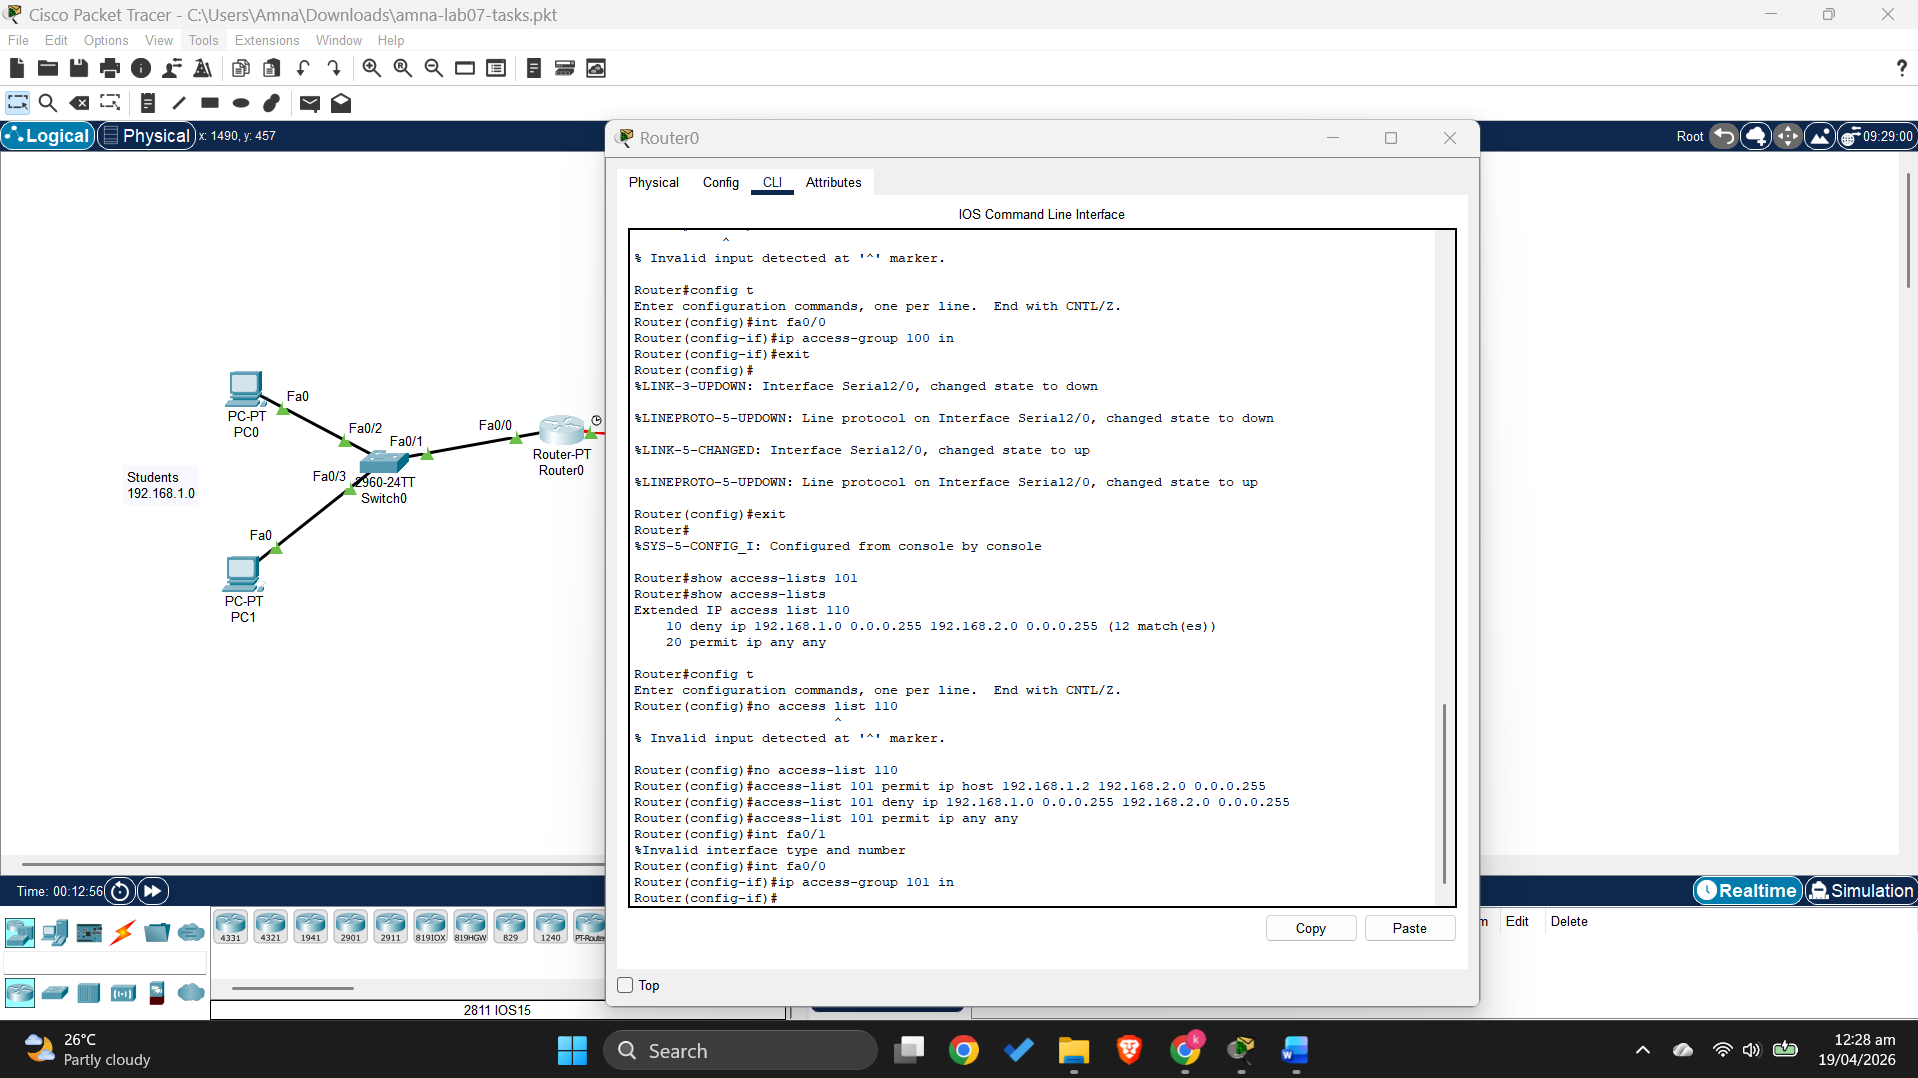 Cisco Packet Tracer - C:\Users\Amna\Downloads\amna-lab07-tasks.pkt
File Edit Options View Tools Extensions Window Help
?
Logical Physical x: 1490, y: 457
Root 09:29:00
Router0
Physical Config CLI Attributes
IOS Command Line Interface
^
% Invalid input detected at '^' marker.
Router#config t
Enter configuration commands, one per line. End with CNTL/Z.
Router(config)#int fa0/0
Router(config-if)#ip access-group 100 in
Router(config-if)#exit
Router(config)#
%LINK-3-UPDOWN: Interface Serial2/0, changed state to down
%LINEPROTO-5-UPDOWN: Line protocol on Interface Serial2/0, changed state to down
%LINK-5-CHANGED: Interface Serial2/0, changed state to up
%LINEPROTO-5-UPDOWN: Line protocol on Interface Serial2/0, changed state to up
Router(config)#exit
Router#
%SYS-5-CONFIG_I: Configured from console by console
Router#show access-lists 101
Router#show access-lists
Extended IP access list 110
10 deny ip 192.168.1.0 0.0.0.255 192.168.2.0 0.0.0.255 (12 match(es))
20 permit ip any any
Router#config t
Enter configuration commands, one per line. End with CNTL/Z.
Router(config)#no access list 110
^
% Invalid input detected at '^' marker.
Router(config)#no access-list 110
Router(config)#access-list 101 permit ip host 192.168.1.2 192.168.2.0 0.0.0.255
Router(config)#access-list 101 deny ip 192.168.1.0 0.0.0.255 192.168.2.0 0.0.0.255
Router(config)#access-list 101 permit ip any any
Router(config)#int fa0/1
%Invalid interface type and number
Router(config)#int fa0/0
Router(config-if)#ip access-group 101 in
Router(config-if)#
Copy Paste
Top
Fa0
PC-PT
PC0
Fa0/2
Fa0/1
Fa0/0
Router-PT
Router0
Students
192.168.1.0
Fa0/3
2960-24TT
Switch0
Fa0
PC-PT
PC1
Time: 00:12:56
Realtime Simulation
4331 4321 1941 2901 2911 819IOX 819HGW 829 1240 PT-Router
m Edit Delete
2811 IOS15
26°C
Partly cloudy
Search
k
W
12:28 am
19/04/2026